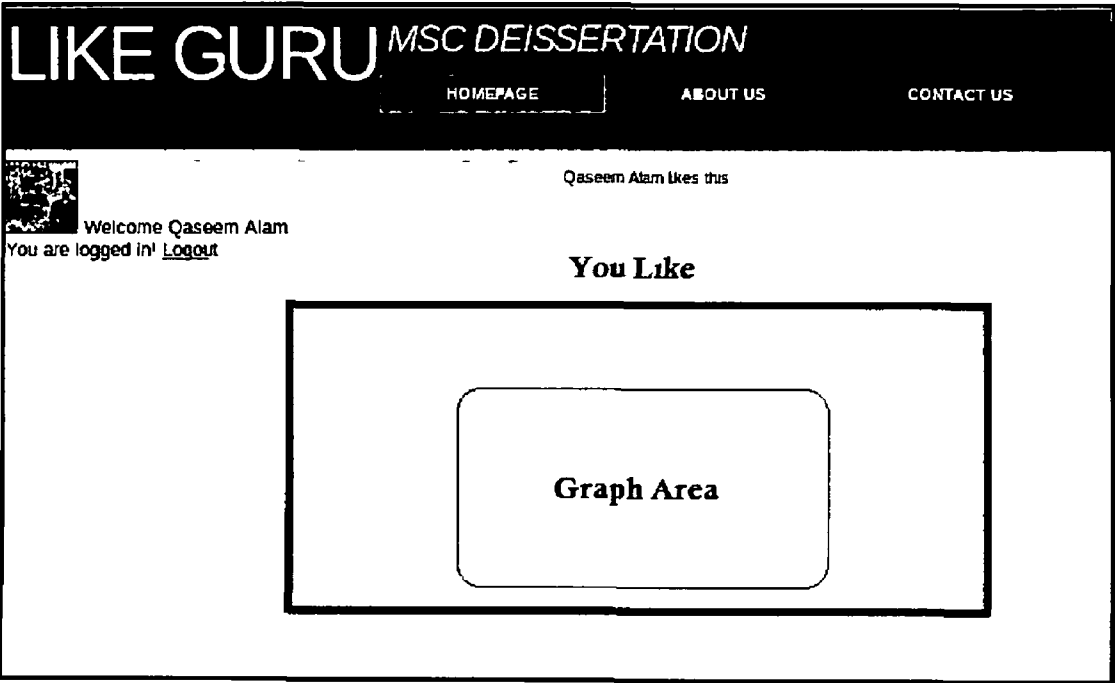 LIKE GURU MSC DEISSERTATION
HOMEPAGE ABOUT US CONTACT US
Qaseem Alam likes this
Welcome Qaseem Alam
You are logged in! Logout
You Like
Graph Area